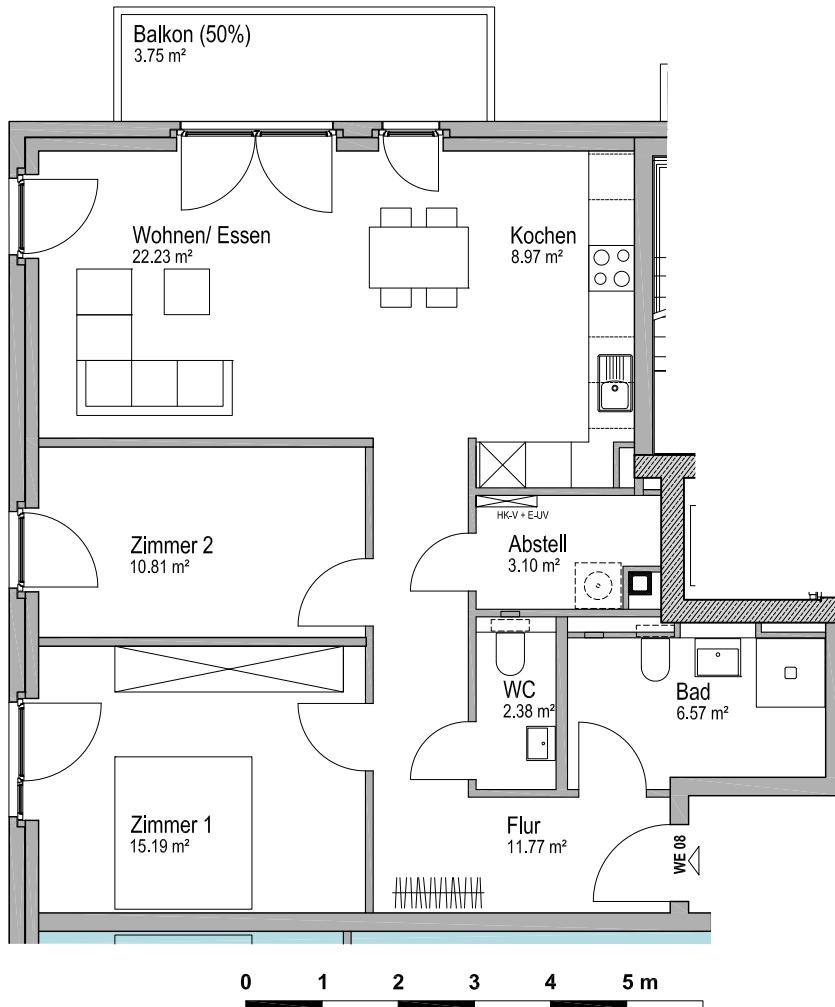 Balkon (50%)
3.75 m²
Wohnen/ Essen
22.23 m²
Kochen
8.97 m²
HK-V + E-UV
Zimmer 2
10.81 m²
Abstell
3.10 m²
WC
2.38 m²
Bad
6.57 m²
Zimmer 1
15.19 m²
Flur
11.77 m²
WE 08
0 1 2 3 4 5 m